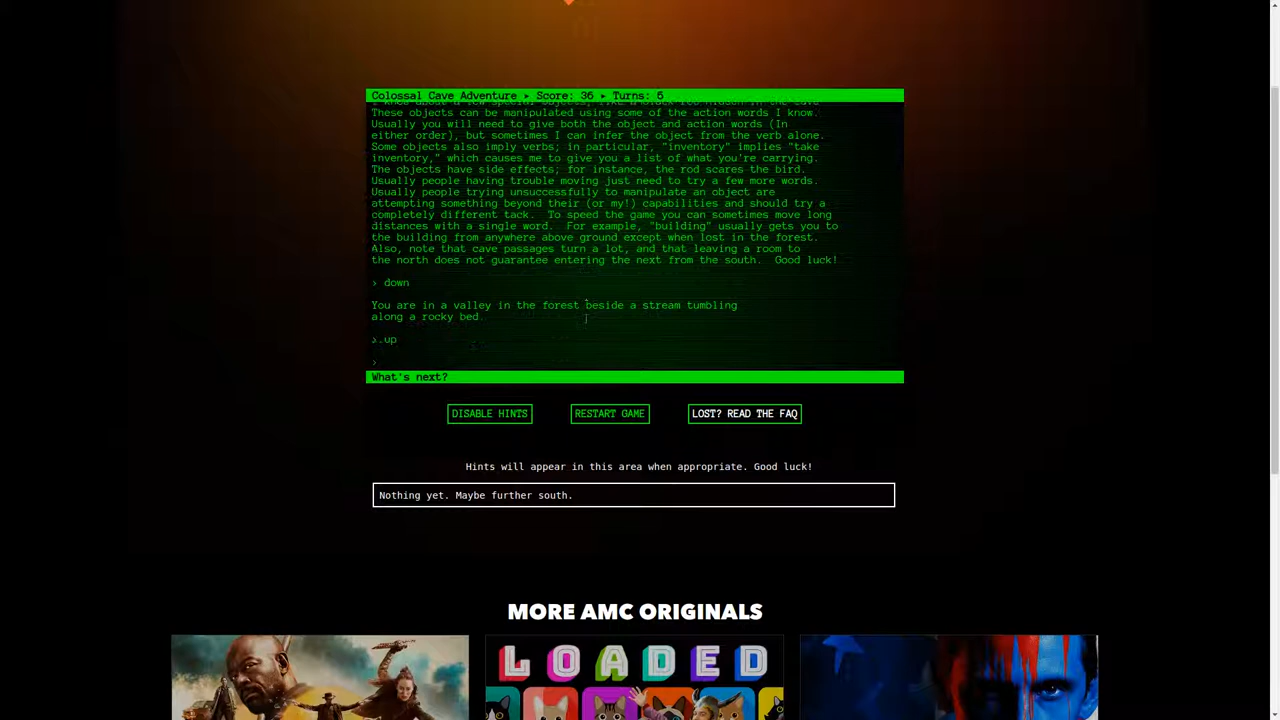 Colossal Cave Adventure ▸ Score: 36 ▸ Turns: 5
These objects can be manipulated using some of the action words I know.
Usually you will need to give both the object and action words (In
either order), but sometimes I can infer the object from the verb alone.
Some objects also imply verbs; in particular, "inventory" implies "take
inventory," which causes me to give you a list of what you're carrying.
The objects have side effects; for instance, the rod scares the bird.
Usually people having trouble moving just need to try a few more words.
Usually people trying unsuccessfully to manipulate an object are
attempting something beyond their (or my!) capabilities and should try a
completely different tack.  To speed the game you can sometimes move long
distances with a single word.  For example, "building" usually gets you to
the building from anywhere above ground except when lost in the forest.
Also, note that cave passages turn a lot, and that leaving a room to
the north does not guarantee entering the next from the south.  Good luck!
> down
You are in a valley in the forest beside a stream tumbling
along a rocky bed.
>.up
>
What's next?
DISABLE HINTS
RESTART GAME
LOST? READ THE FAQ
Hints will appear in this area when appropriate. Good luck!
Nothing yet. Maybe further south.
MORE AMC ORIGINALS
LOADED